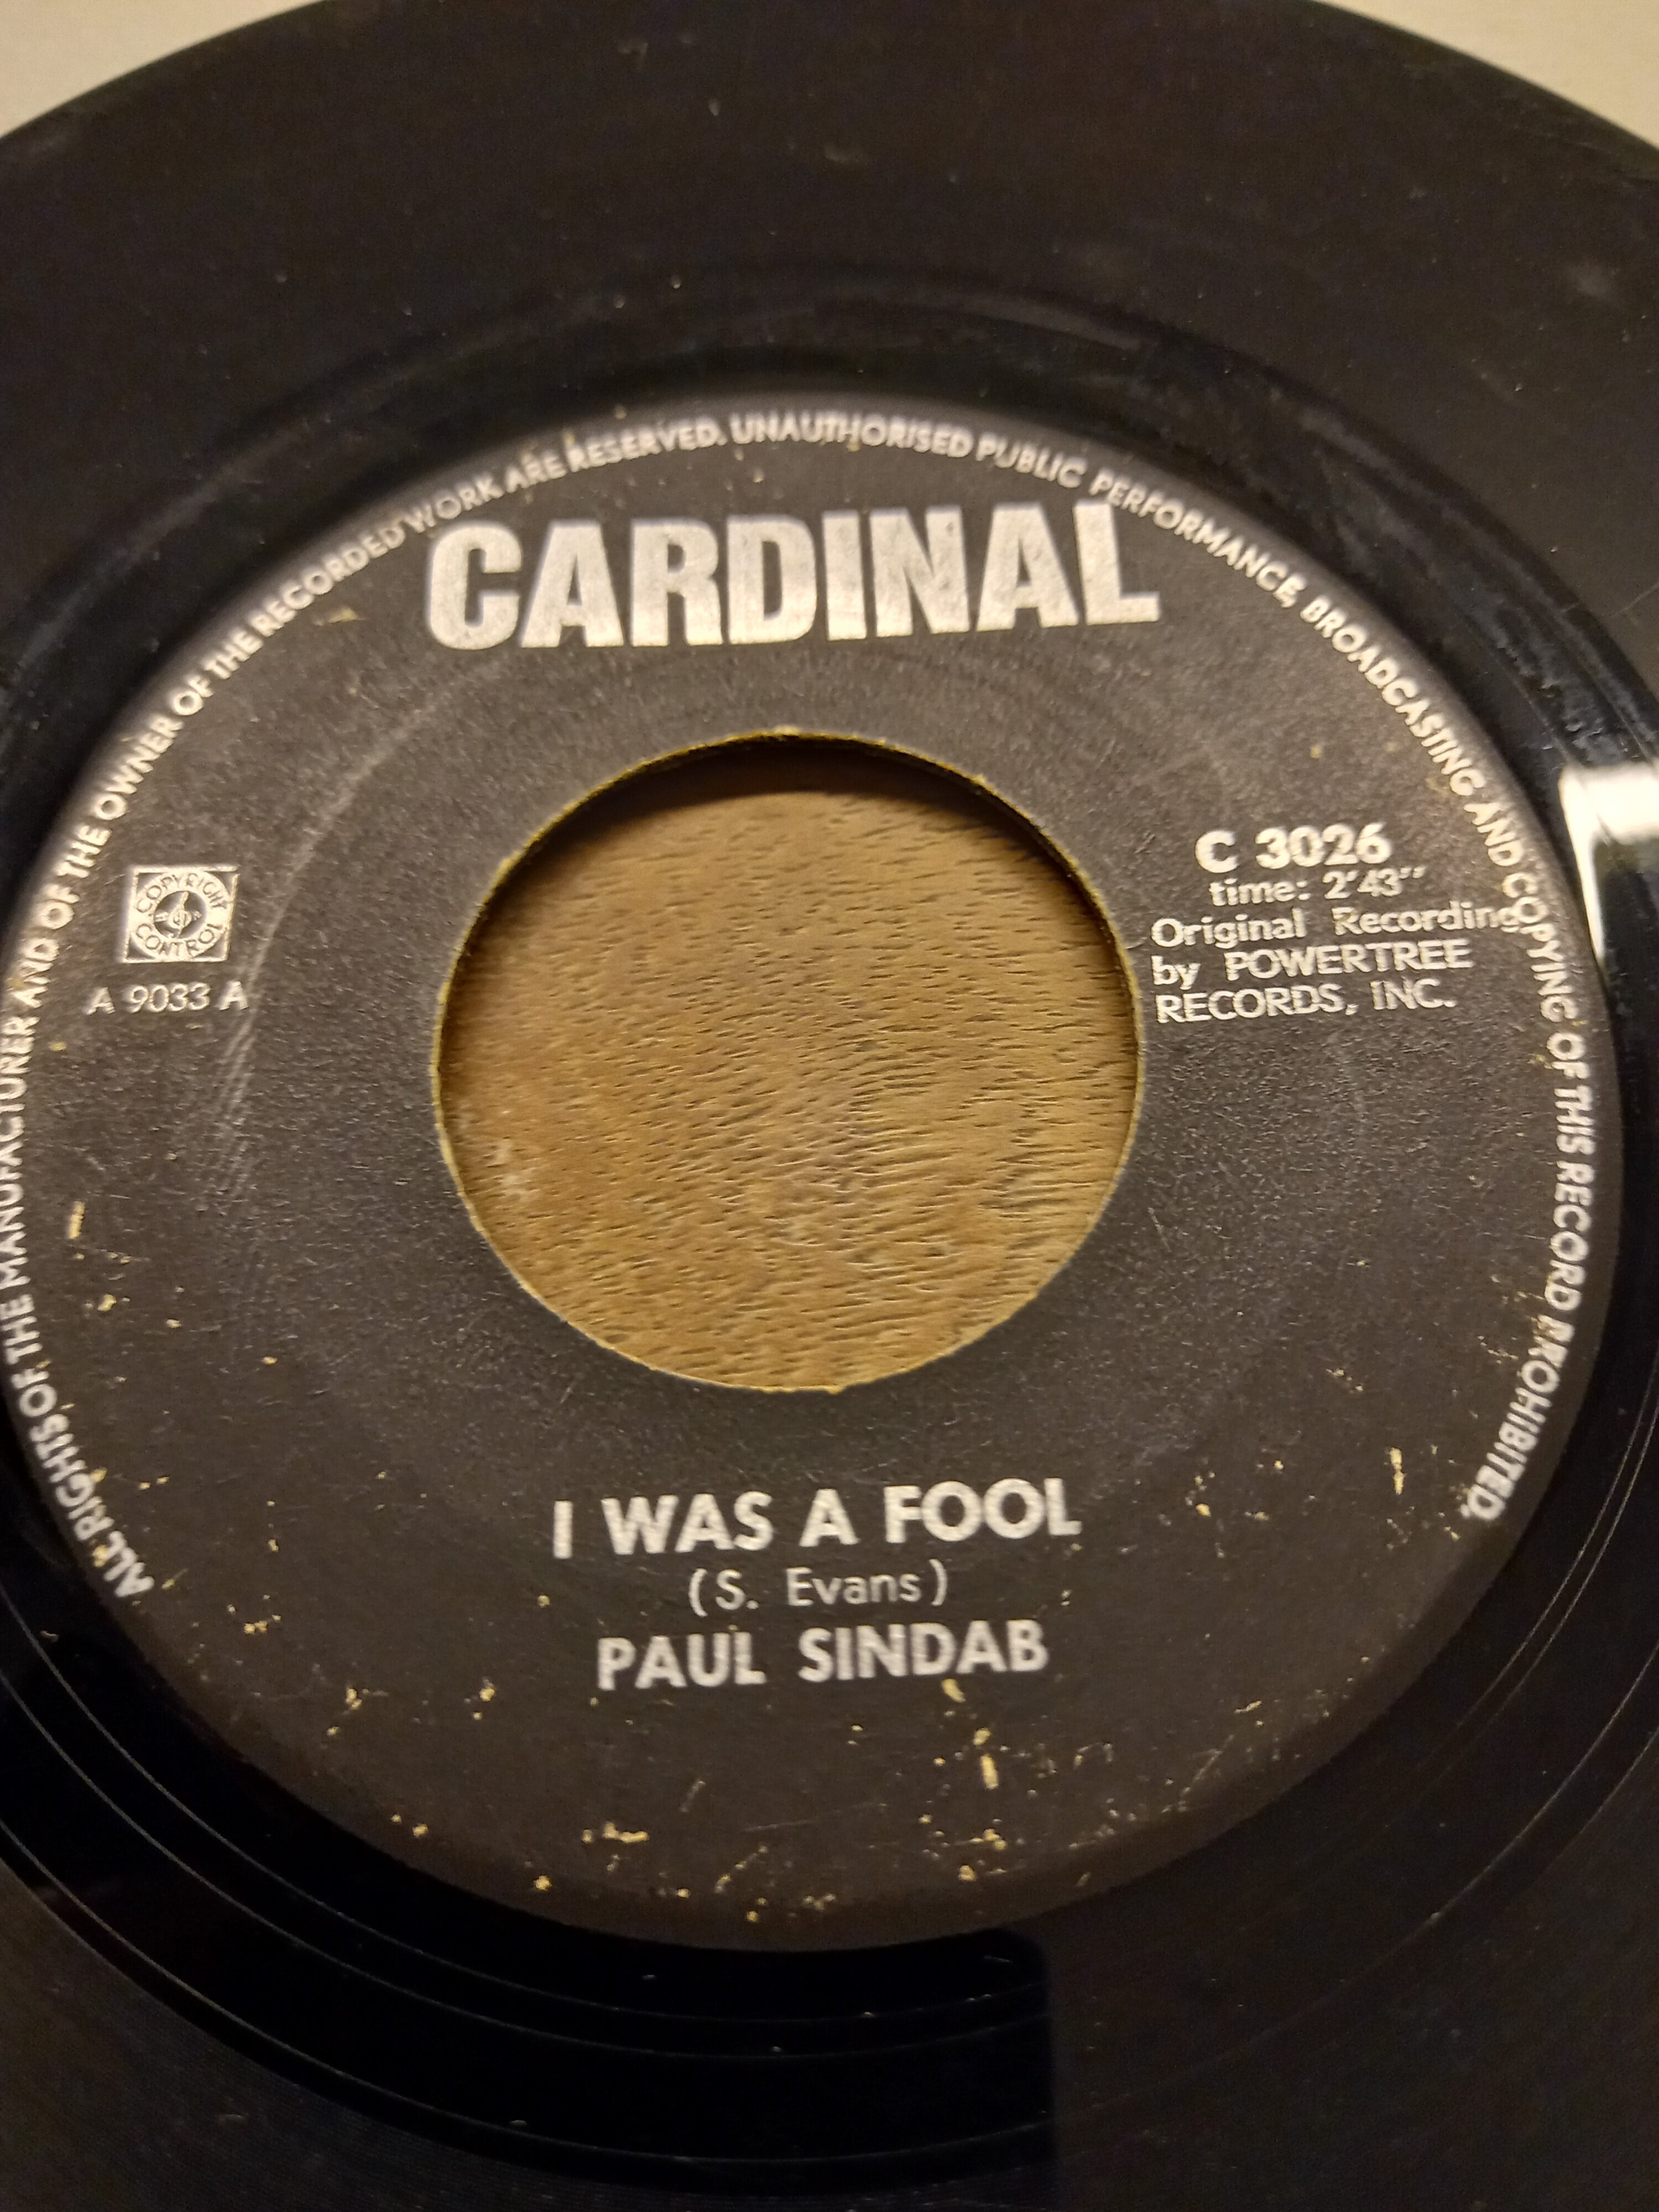 ALL RIGHTS OF THE MANUFACTURER AND OF THE OWNER OF THE RECORDED WORK ARE RESERVED. UNAUTHORISED PUBLIC PERFORMANCE, BROADCASTING AND COPYING OF THIS RECORD PROHIBITED.
CARDINAL
COPYRIGHT
CONTROL
A 9033 A
C 3026
time: 2'43''
Original Recording
by POWERTREE
RECORDS, INC.
I WAS A FOOL
(S. Evans)
PAUL SINDAB